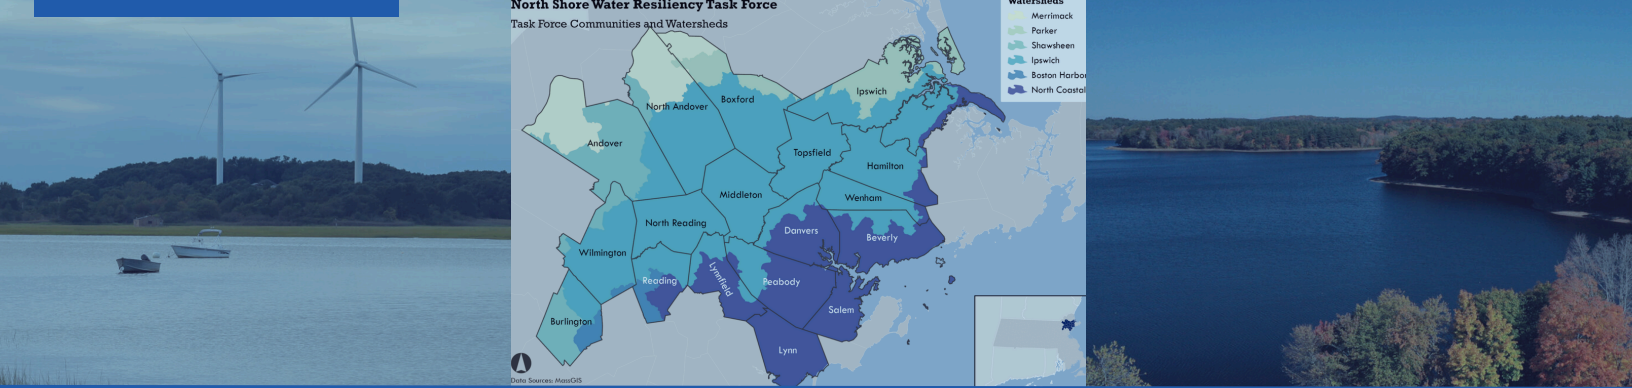 North Shore Water Resiliency Task Force
Task Force Communities and Watersheds
Watersheds
Merrimack
Parker
Shawsheen
Ipswich
Boston Harbor
North Coastal
North Andover
Boxford
Ipswich
Andover
Topsfield
Hamilton
Middleton
Wenham
North Reading
Danvers
Beverly
Wilmington
Reading
Lynnfield
Peabody
Salem
Burlington
Lynn
Data Sources: MassGIS